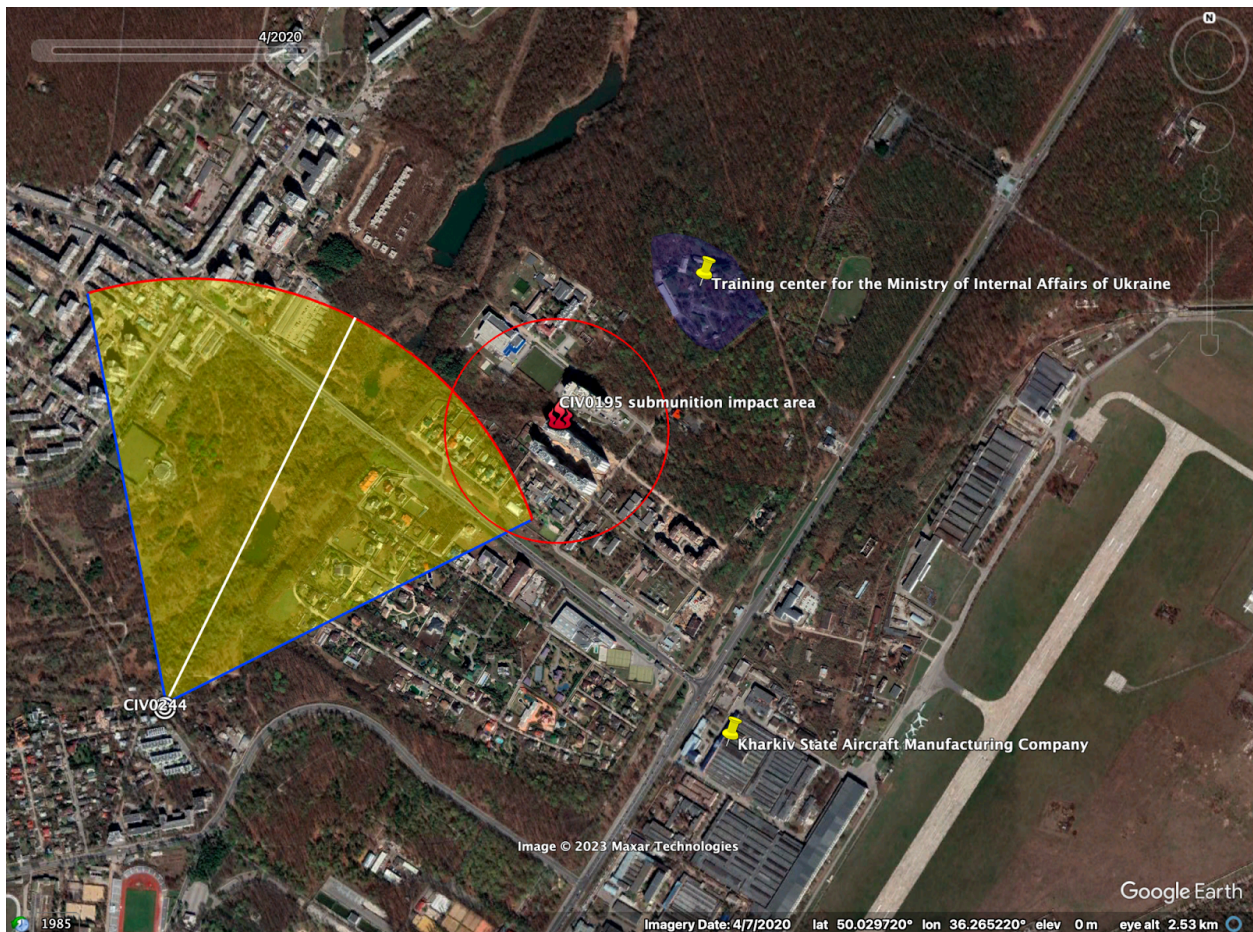 N
4/2020
Training center for the Ministry of Internal Affairs of Ukraine
CIV0195 submunition impact area
CIV0244
Kharkiv State Aircraft Manufacturing Company
Image © 2023 Maxar Technologies
Google Earth
1985
Imagery Date: 4/7/2020 lat 50.029720° lon 36.265220° elev 0 m eye alt 2.53 km